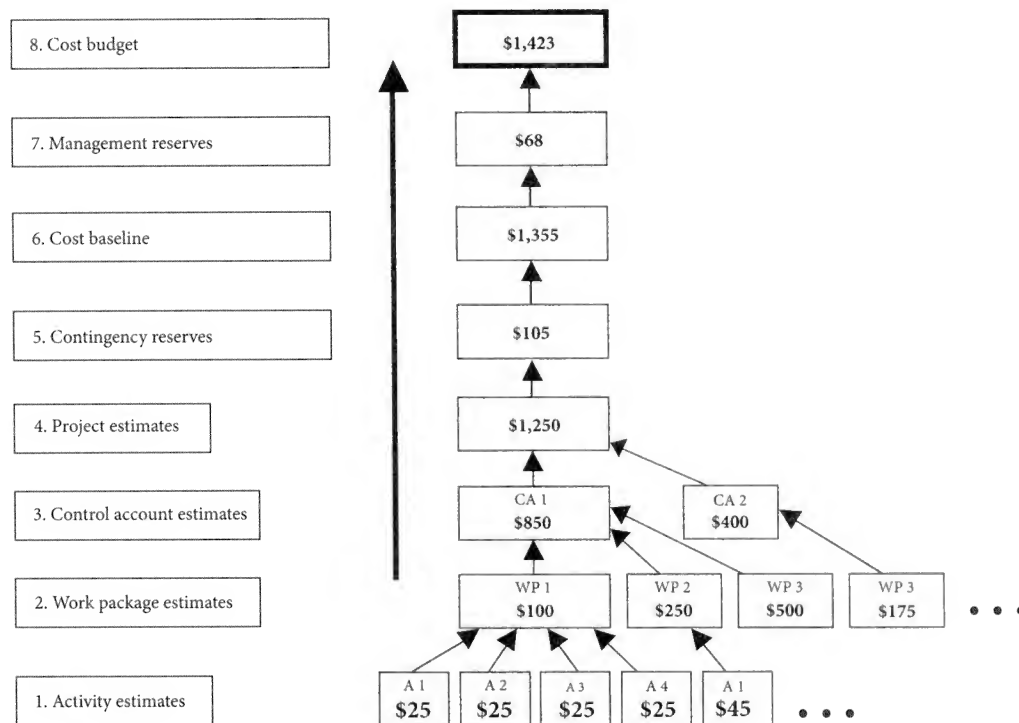 8. Cost budget
$1,423
7. Management reserves
$68
6. Cost baseline
$1,355
5. Contingency reserves
$105
4. Project estimates
$1,250
3. Control account estimates
CA 1
$850
CA 2
$400
2. Work package estimates
WP 1
$100
WP 2
$250
WP 3
$500
WP 3
$175
1. Activity estimates
A 1
$25
A 2
$25
A 3
$25
A 4
$25
A 1
$45